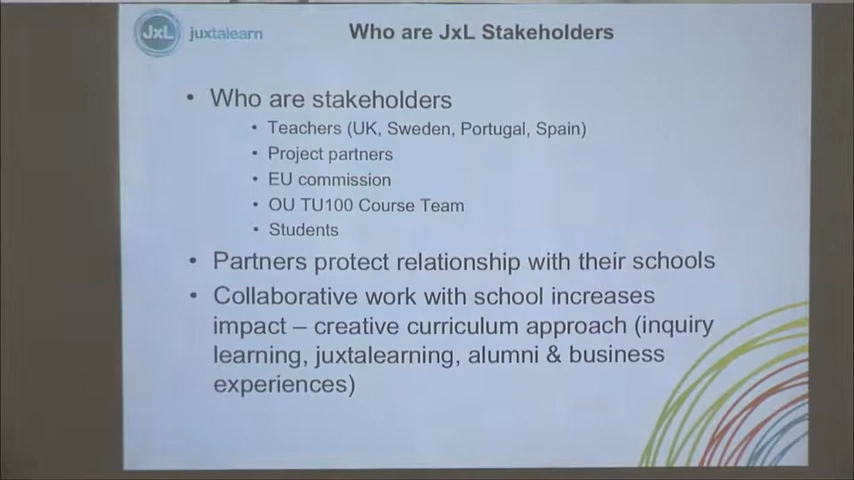 JxL juxtalearn
Who are JxL Stakeholders
• Who are stakeholders
• Teachers (UK, Sweden, Portugal, Spain)
• Project partners
• EU commission
• OU TU100 Course Team
• Students
• Partners protect relationship with their schools
• Collaborative work with school increases
impact – creative curriculum approach (inquiry
learning, juxtalearning, alumni & business
experiences)